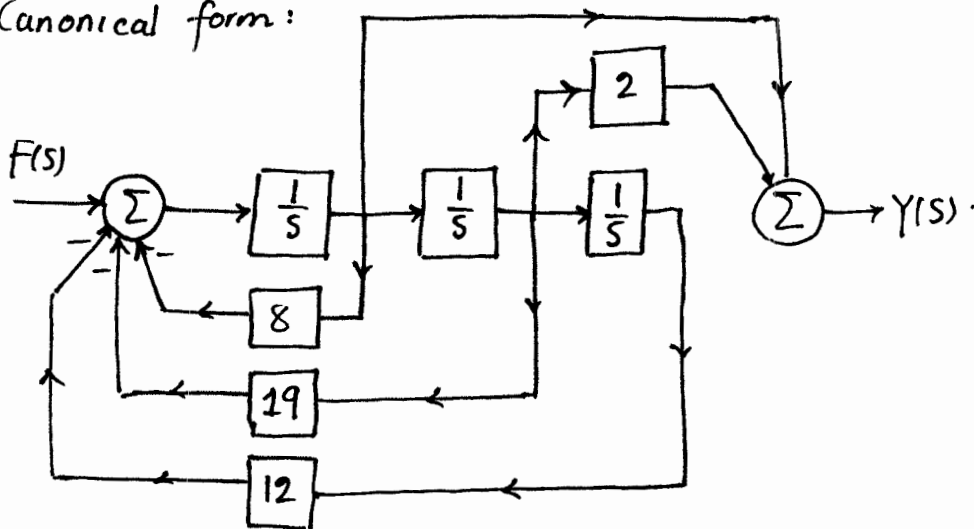 Canonical form:
2
F(s)
Σ
1/s
1/s
1/s
Σ
Y(s).
-
-
-
8
19
12